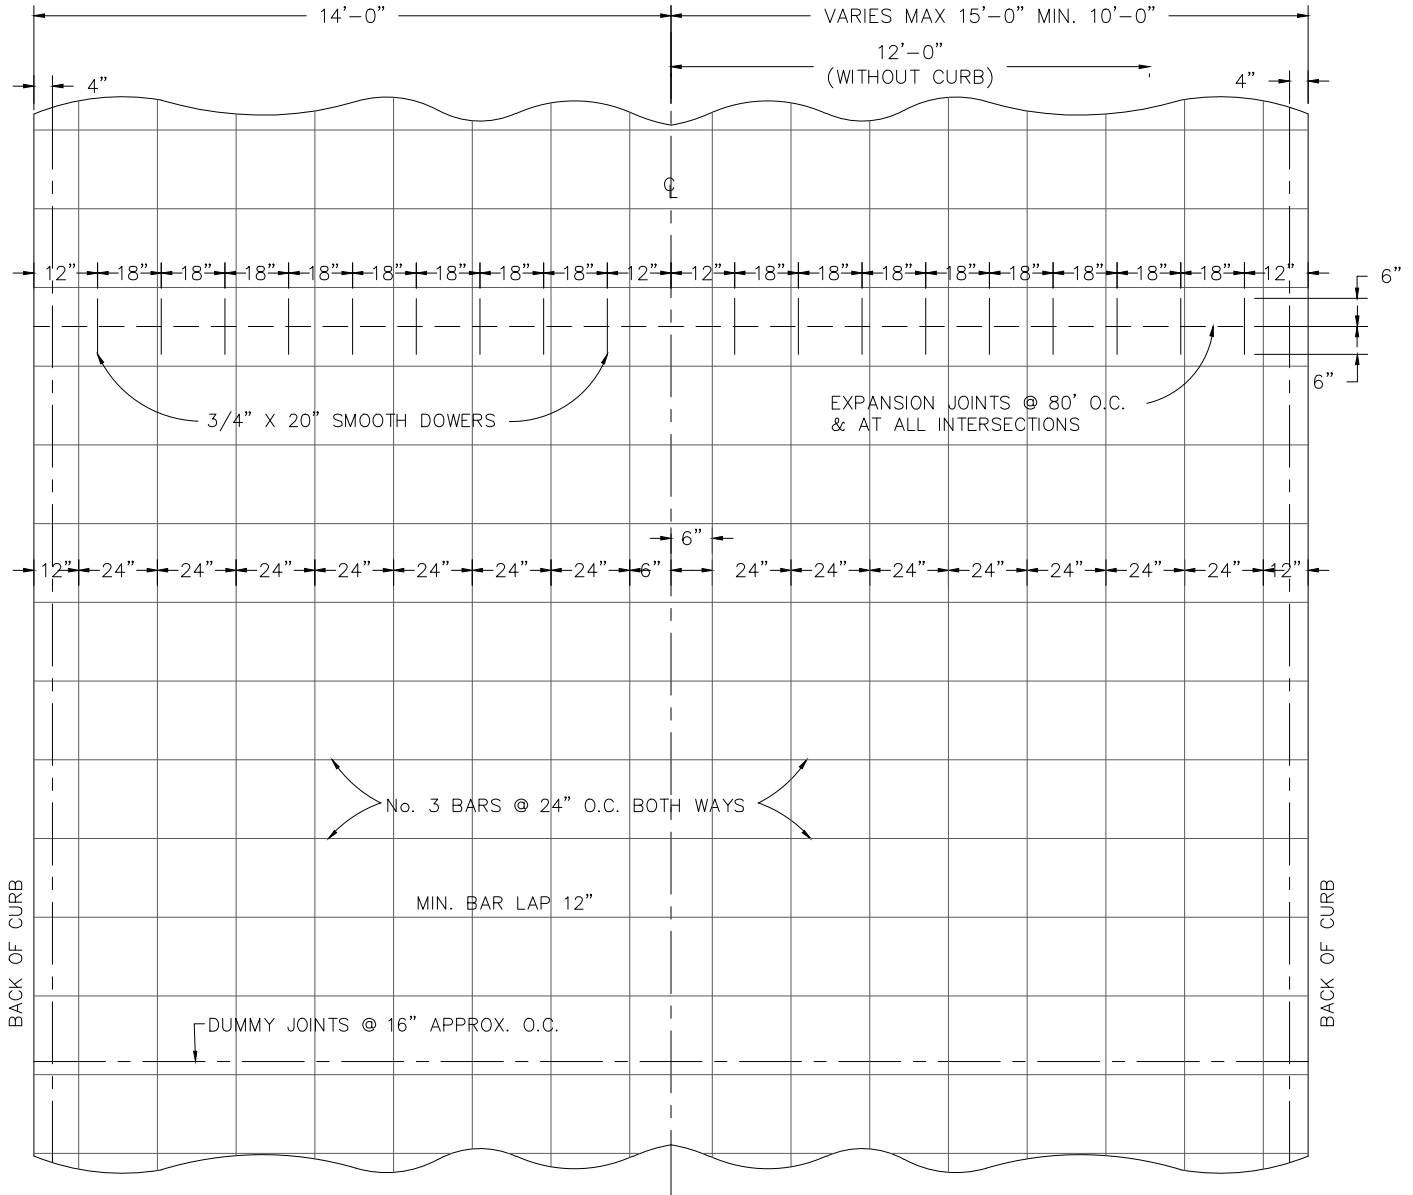 14'-0"
VARIES MAX 15'-0" MIN. 10'-0"
12'-0"
(WITHOUT CURB)
4"
4"
CL
12" 18" 18" 18" 18" 18" 18" 18" 18" 12" 12" 18" 18" 18" 18" 18" 18" 18" 18" 12"
6"
6"
3/4" X 20" SMOOTH DOWERS
EXPANSION JOINTS @ 80' O.C.
& AT ALL INTERSECTIONS
6"
12" 24" 24" 24" 24" 24" 24" 24" 6" 24" 24" 24" 24" 24" 24" 12"
No. 3 BARS @ 24" O.C. BOTH WAYS
MIN. BAR LAP 12"
BACK OF CURB
BACK OF CURB
DUMMY JOINTS @ 16" APPROX. O.C.